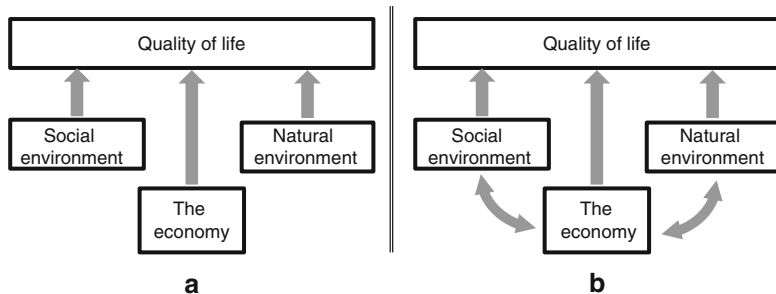 Quality of life
Social
environment
Natural
environment
The
economy
a
Quality of life
Social
environment
Natural
environment
The
economy
b